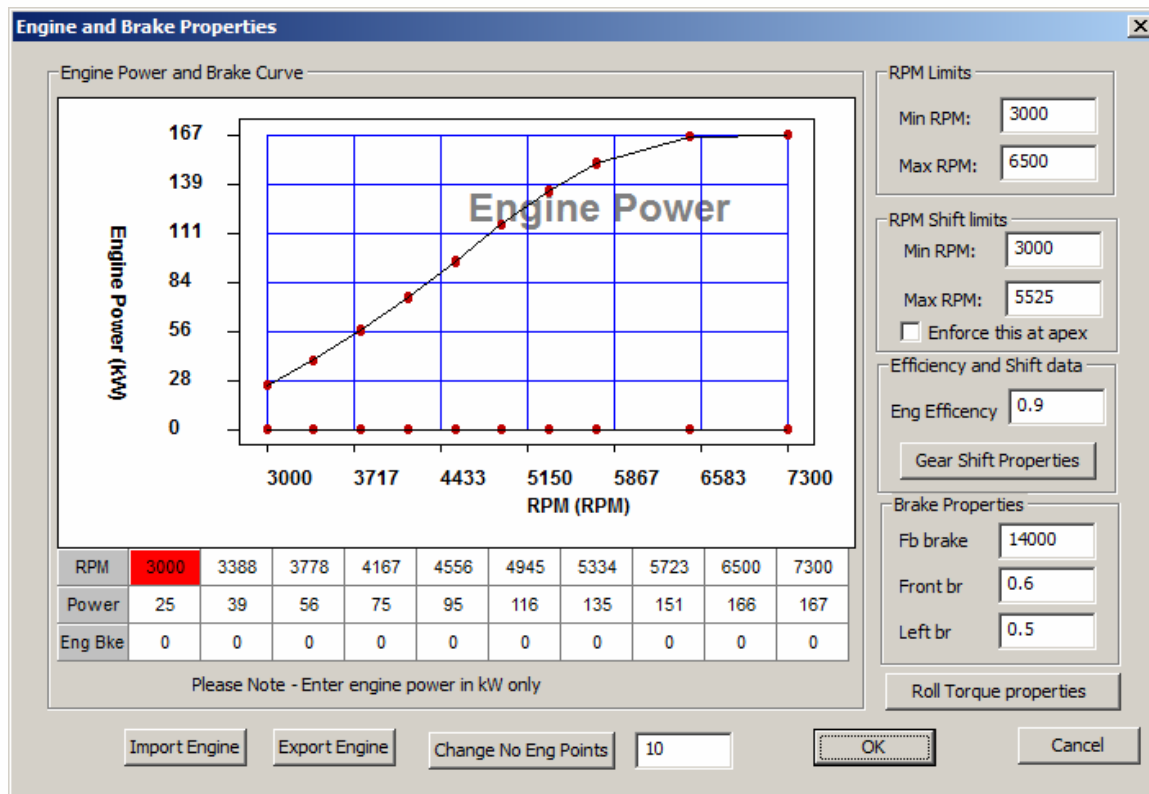 Engine and Brake Properties
Engine Power and Brake Curve
167
139
111
84
56
28
0
Engine Power (kW)
Engine Power
3000 3717 4433 5150 5867 6583 7300
RPM (RPM)
RPM 3000 3388 3778 4167 4556 4945 5334 5723 6500 7300
Power 25 39 56 75 95 116 135 151 166 167
Eng Bke 0 0 0 0 0 0 0 0 0 0
Please Note - Enter engine power in kW only
RPM Limits
Min RPM: 3000
Max RPM: 6500
RPM Shift limits
Min RPM: 3000
Max RPM: 5525
Enforce this at apex
Efficiency and Shift data
Eng Efficency 0.9
Gear Shift Properties
Brake Properties
Fb brake 14000
Front br 0.6
Left br 0.5
Roll Torque properties
Import Engine Export Engine Change No Eng Points 10 OK Cancel